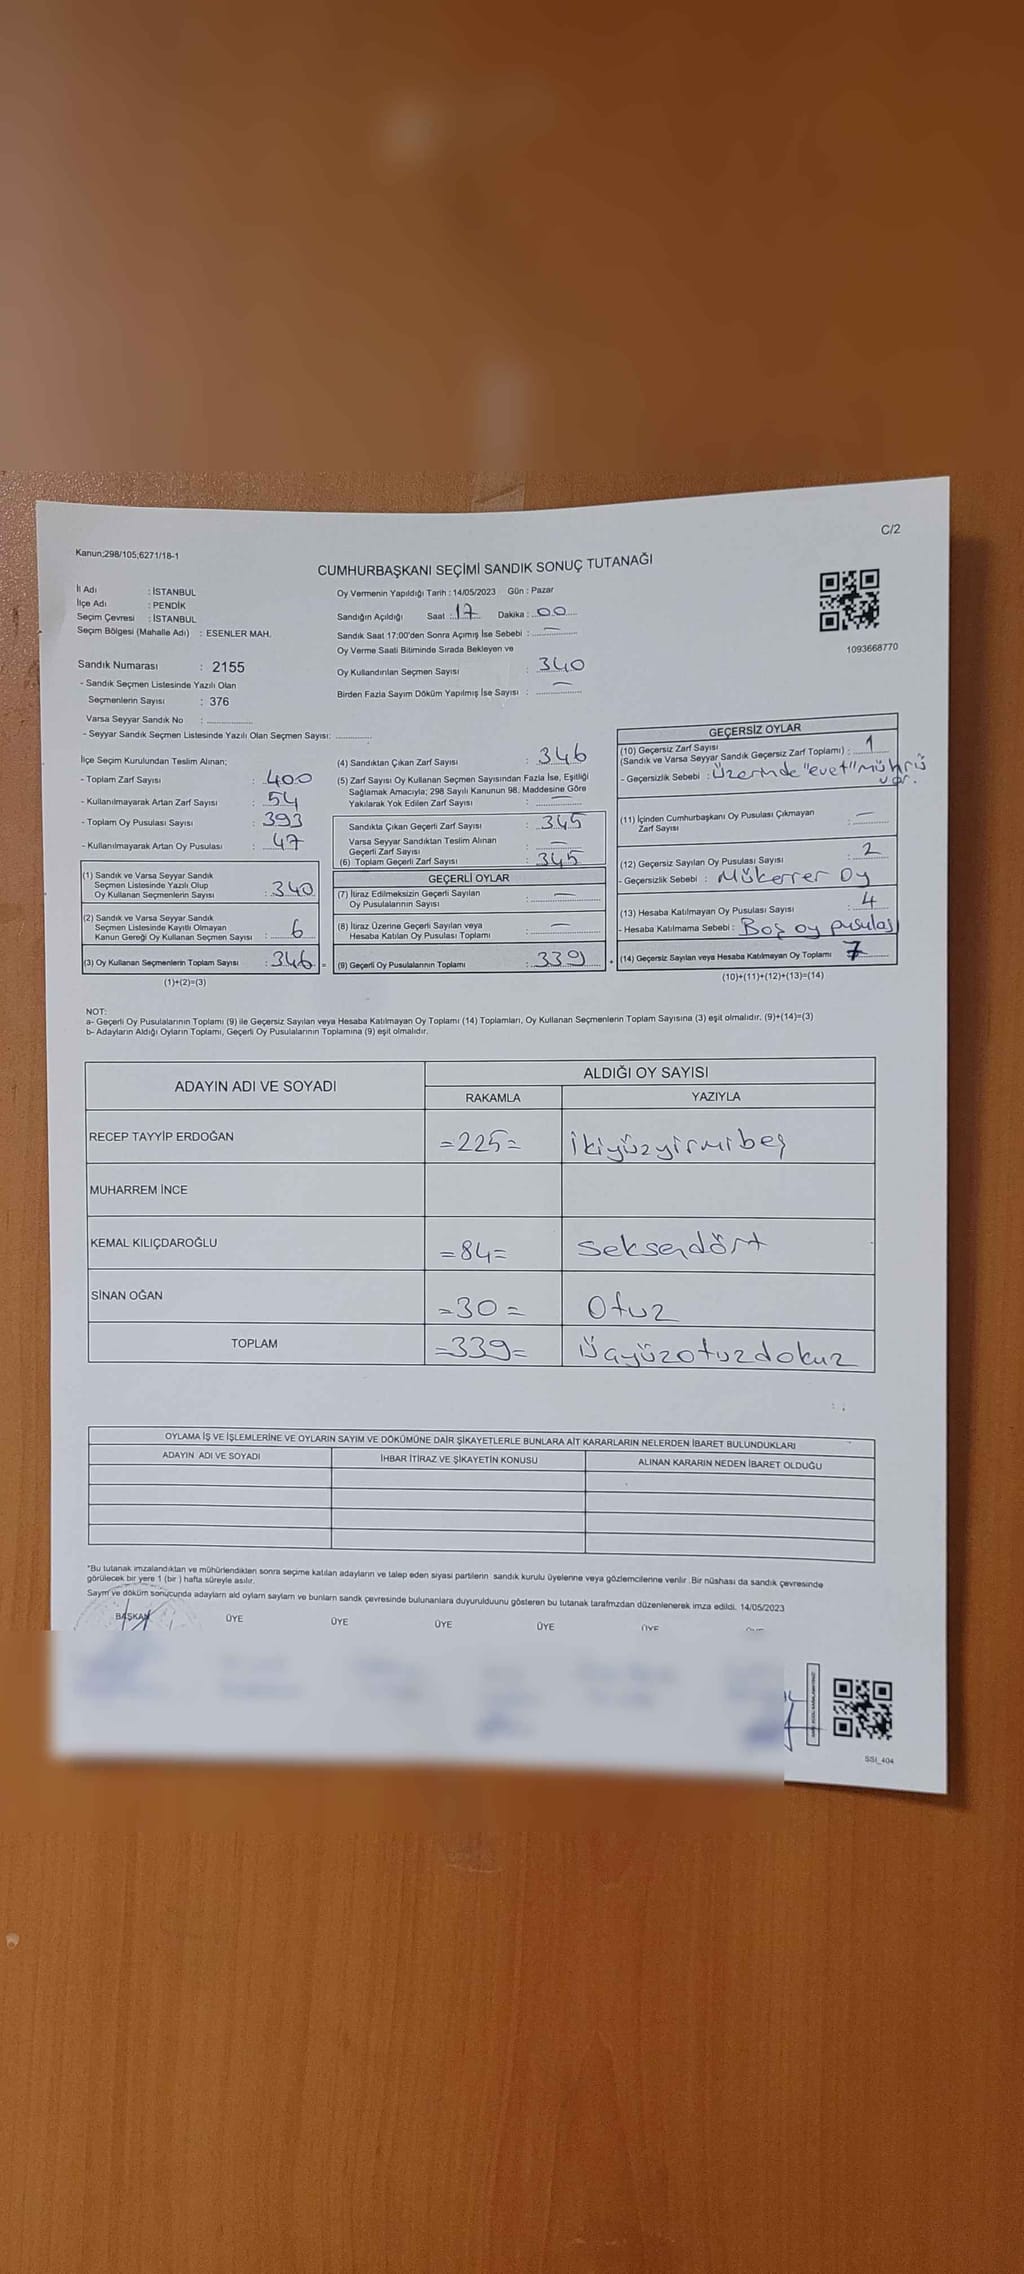 C/2
Kanun;298/105;6271/18-1
CUMHURBAŞKANI SEÇİMİ SANDIK SONUÇ TUTANAĞI
İl Adı : İSTANBUL
İlçe Adı : PENDİK
Seçim Çevresi : İSTANBUL
Seçim Bölgesi (Mahalle Adı) : ESENLER MAH.
Oy Vermenin Yapıldığı Tarih : 14/05/2023 Gün : Pazar
Sandığın Açıldığı Saat : 17 Dakika : 00
Sandık Saat 17:00'den Sonra Açımış İse Sebebi : —
Oy Verme Saati Bitiminde Sırada Bekleyen ve
Oy Kullandırılan Seçmen Sayısı : 340
Birden Fazla Sayım Döküm Yapılmış İse Sayısı : —
1093668770
Sandık Numarası : 2155
- Sandık Seçmen Listesinde Yazılı Olan
Seçmenlerin Sayısı : 376
Varsa Seyyar Sandık No :
- Seyyar Sandık Seçmen Listesinde Yazılı Olan Seçmen Sayısı:
İlçe Seçim Kurulundan Teslim Alınan;
- Toplam Zarf Sayısı : 400
- Kullanılmayarak Artan Zarf Sayısı : 54
- Toplam Oy Pusulası Sayısı : 393
- Kullanılmayarak Artan Oy Pusulası : 47
(1) Sandık ve Varsa Seyyar Sandık
Seçmen Listesinde Yazılı Olup
Oy Kullanan Seçmenlerin Sayısı : 340
(2) Sandık ve Varsa Seyyar Sandık
Seçmen Listesinde Kayıtlı Olmayan
Kanun Gereği Oy Kullanan Seçmen Sayısı : 6
(3) Oy Kullanan Seçmenlerin Toplam Sayısı : 346 =
(1)+(2)=(3)
(4) Sandıktan Çıkan Zarf Sayısı : 346
(5) Zarf Sayısı Oy Kullanan Seçmen Sayısından Fazla İse, Eşitliği
Sağlamak Amacıyla; 298 Sayılı Kanunun 98. Maddesine Göre
Yakılarak Yok Edilen Zarf Sayısı : —
Sandıkta Çıkan Geçerli Zarf Sayısı : 345
Varsa Seyyar Sandıktan Teslim Alınan
Geçerli Zarf Sayısı : —
(6) Toplam Geçerli Zarf Sayısı : 345
GEÇERLİ OYLAR
(7) İtiraz Edilmeksizin Geçerli Sayılan
Oy Pusulalarının Sayısı : —
(8) İtiraz Üzerine Geçerli Sayılan veya
Hesaba Katılan Oy Pusulası Toplamı : —
(9) Geçerli Oy Pusulalarının Toplamı : 339 +
GEÇERSİZ OYLAR
(10) Geçersiz Zarf Sayısı
(Sandık ve Varsa Seyyar Sandık Geçersiz Zarf Toplamı) : 1
- Geçersizlik Sebebi : Üzerinde "evet" mührü
var.
(11) İçinden Cumhurbaşkanı Oy Pusulası Çıkmayan
Zarf Sayısı : —
(12) Geçersiz Sayılan Oy Pusulası Sayısı : 2
- Geçersizlik Sebebi : Mükerrer Oy
(13) Hesaba Katılmayan Oy Pusulası Sayısı : 4
- Hesaba Katılmama Sebebi : Boş oy pusulası
(14) Geçersiz Sayılan veya Hesaba Katılmayan Oy Toplamı 7
(10)+(11)+(12)+(13)=(14)
NOT:
a- Geçerli Oy Pusulalarının Toplamı (9) ile Geçersiz Sayılan veya Hesaba Katılmayan Oy Toplamı (14) Toplamları, Oy Kullanan Seçmenlerin Toplam Sayısına (3) eşit olmalıdır. (9)+(14)=(3)
b- Adayların Aldığı Oyların Toplamı, Geçerli Oy Pusulalarının Toplamına (9) eşit olmalıdır.
ADAYIN ADI VE SOYADI ALDIĞI OY SAYISI
RAKAMLA YAZIYLA
RECEP TAYYİP ERDOĞAN =225= İkiyüzyirmibeş
MUHARREM İNCE
KEMAL KILIÇDAROĞLU =84= Seksendört
SİNAN OĞAN =30= Otuz
TOPLAM =339= Üçyüzotuzdokuz
OYLAMA İŞ VE İŞLEMLERİNE VE OYLARIN SAYIM VE DÖKÜMÜNE DAİR ŞİKAYETLERLE BUNLARA AİT KARARLARIN NELERDEN İBARET BULUNDUKLARI
ADAYIN ADI VE SOYADI İHBAR İTİRAZ VE ŞİKAYETİN KONUSU ALINAN KARARIN NEDEN İBARET OLDUĞU
*Bu tutanak imzalandıktan ve mühürlendikten sonra seçime katılan adayların ve talep eden siyasi partilerin sandık kurulu üyelerine veya gözlemcilerine verilir. Bir nüshası da sandık çevresinde
görülecek bir yere 1 (bir ) hafta süreyle asılır.
Sayım ve döküm sonucunda adayların ald oyların sayların ve bunların sandk çevresinde bulunanlara duyurulduunu gösteren bu tutanak tarafmzdan düzenlenerek imza edildi. 14/05/2023
BAŞKAN ÜYE ÜYE ÜYE ÜYE ÜYE
SSI_404